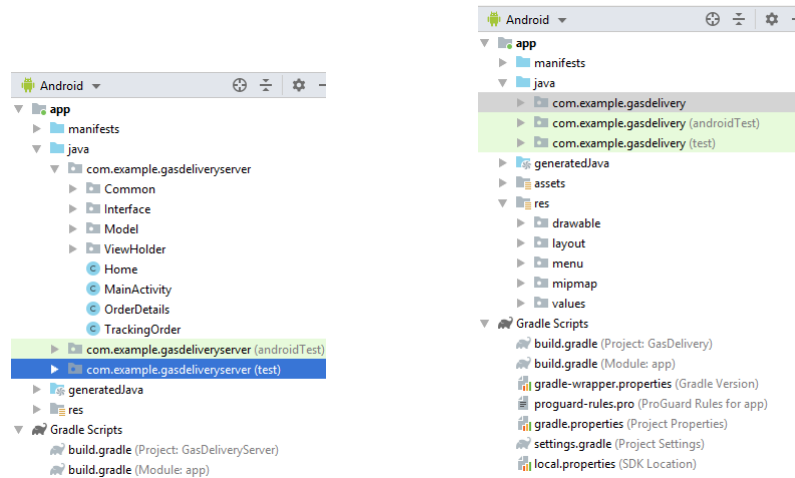 Android
app
manifests
java
com.example.gasdeliveryserver
Common
Interface
Model
ViewHolder
Home
MainActivity
OrderDetails
TrackingOrder
com.example.gasdeliveryserver (androidTest)
com.example.gasdeliveryserver (test)
generatedJava
res
Gradle Scripts
build.gradle (Project: GasDeliveryServer)
build.gradle (Module: app)
Android
app
manifests
java
com.example.gasdelivery
com.example.gasdelivery (androidTest)
com.example.gasdelivery (test)
generatedJava
assets
res
drawable
layout
menu
mipmap
values
Gradle Scripts
build.gradle (Project: GasDelivery)
build.gradle (Module: app)
gradle-wrapper.properties (Gradle Version)
proguard-rules.pro (ProGuard Rules for app)
gradle.properties (Project Properties)
settings.gradle (Project Settings)
local.properties (SDK Location)